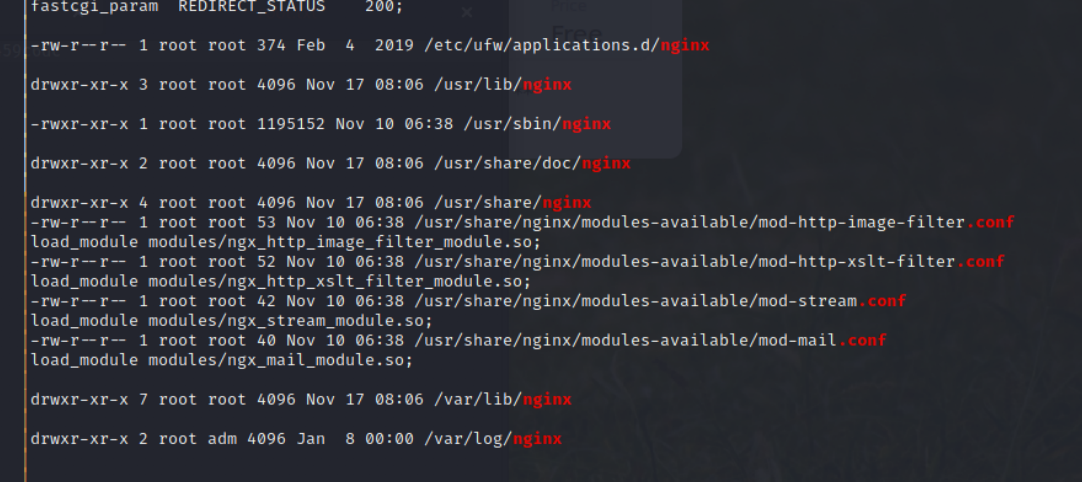 fastcgi_param  REDIRECT_STATUS    200;
Free
-rw-r--r-- 1 root root 374 Feb  4  2019 /etc/ufw/applications.d/nginx
drwxr-xr-x 3 root root 4096 Nov 17 08:06 /usr/lib/nginx
-rwxr-xr-x 1 root root 1195152 Nov 10 06:38 /usr/sbin/nginx
drwxr-xr-x 2 root root 4096 Nov 17 08:06 /usr/share/doc/nginx
drwxr-xr-x 4 root root 4096 Nov 17 08:06 /usr/share/nginx
-rw-r--r-- 1 root root 53 Nov 10 06:38 /usr/share/nginx/modules-available/mod-http-image-filter.conf
load_module modules/ngx_http_image_filter_module.so;
-rw-r--r-- 1 root root 52 Nov 10 06:38 /usr/share/nginx/modules-available/mod-http-xslt-filter.conf
load_module modules/ngx_http_xslt_filter_module.so;
-rw-r--r-- 1 root root 42 Nov 10 06:38 /usr/share/nginx/modules-available/mod-stream.conf
load_module modules/ngx_stream_module.so;
-rw-r--r-- 1 root root 40 Nov 10 06:38 /usr/share/nginx/modules-available/mod-mail.conf
load_module modules/ngx_mail_module.so;
drwxr-xr-x 7 root root 4096 Nov 17 08:06 /var/lib/nginx
drwxr-xr-x 2 root adm 4096 Jan  8 00:00 /var/log/nginx